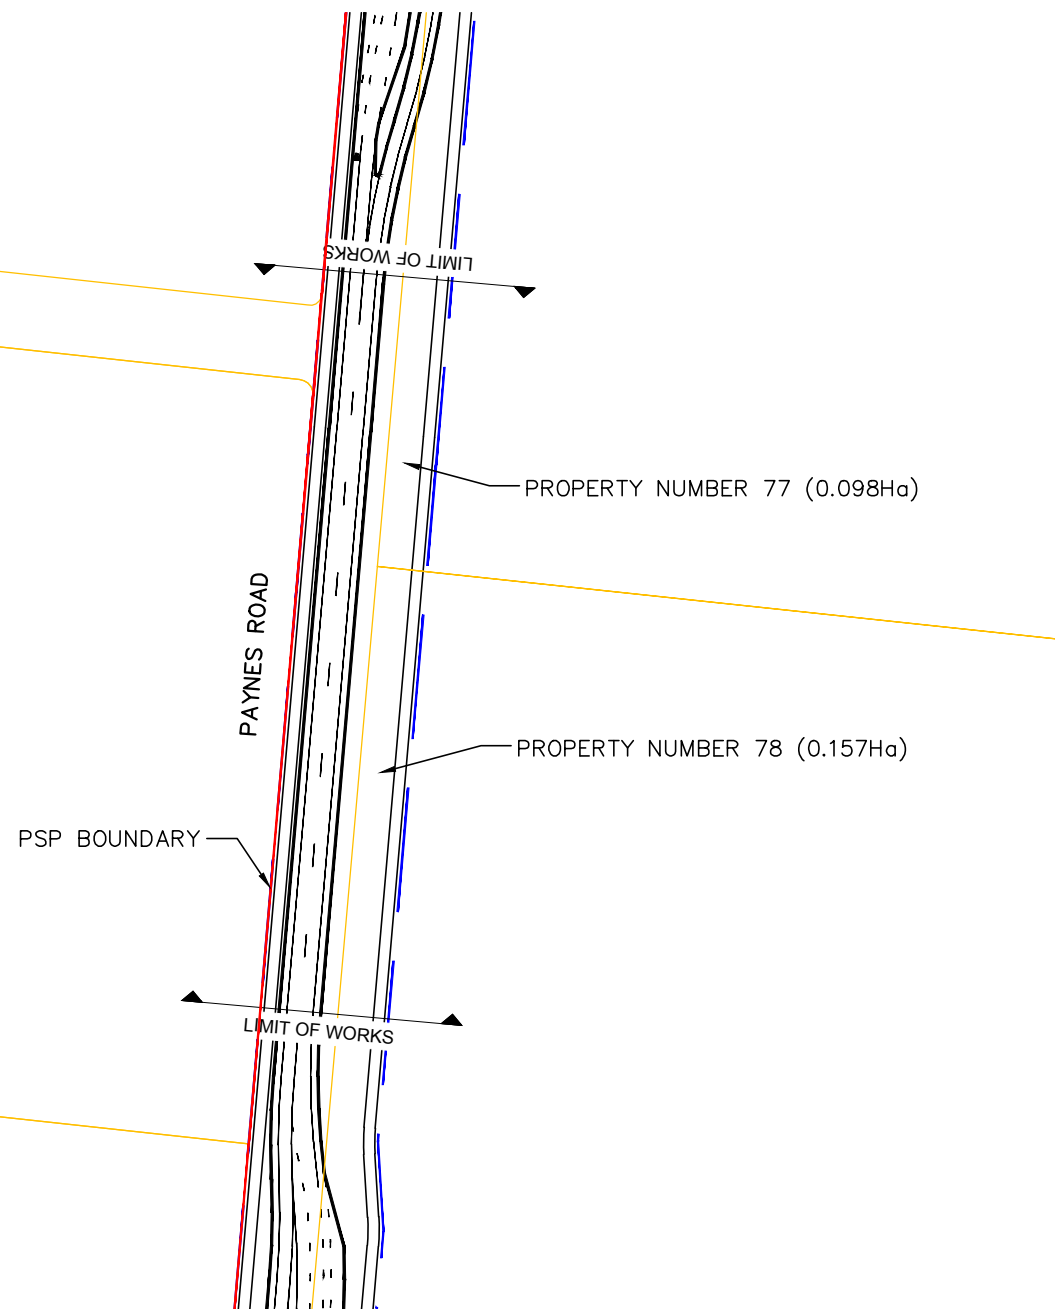 LIMIT OF WORKS
PROPERTY NUMBER 77 (0.098Ha)
PAYNES ROAD
PROPERTY NUMBER 78 (0.157Ha)
PSP BOUNDARY
LIMIT OF WORKS